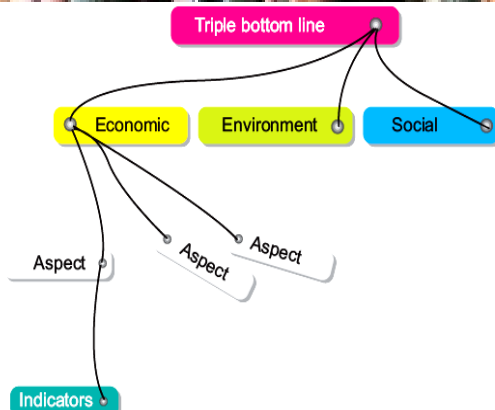 Triple bottom line
Economic
Environment
Social
Aspect
Aspect
Aspect
Indicators